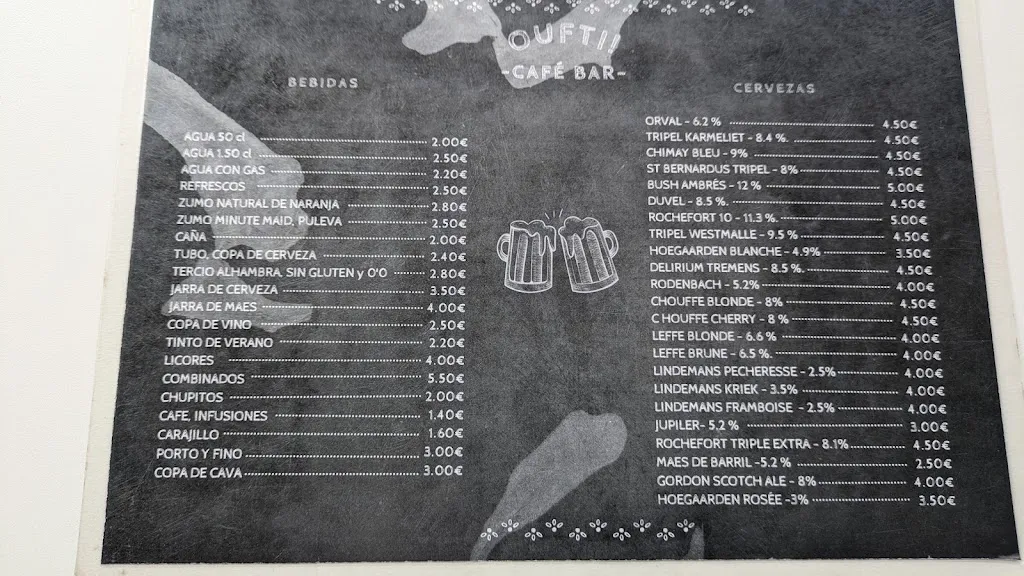 OUFTI!
-CAFÉ BAR-
BEBIDAS
AGUA 50 cl 2.00€
AGUA 1.50 cl 2.50€
AGUA CON GAS 2.20€
REFRESCOS 2.50€
ZUMO NATURAL DE NARANJA 2.80€
ZUMO MINUTE MAID, PULEVA 2.50€
CAÑA 2.00€
TUBO, COPA DE CERVEZA 2.40€
TERCIO ALHAMBRA, SIN GLUTEN y 0'0 2.80€
JARRA DE CERVEZA 3.50€
JARRA DE MAES 4.00€
COPA DE VINO 2.50€
TINTO DE VERANO 2.20€
LICORES 4.00€
COMBINADOS 5.50€
CHUPITOS 2.00€
CAFE, INFUSIONES 1.40€
CARAJILLO 1.60€
PORTO Y FINO 3.00€
COPA DE CAVA 3.00€
CERVEZAS
ORVAL - 6.2 % 4.50€
TRIPEL KARMELIET - 8.4 %. 4.50€
CHIMAY BLEU - 9% 4.50€
ST BERNARDUS TRIPEL - 8% 4.50€
BUSH AMBRÉS - 12 % 5.00€
DUVEL - 8.5 %. 4.50€
ROCHEFORT 10 - 11.3 %. 5.00€
TRIPEL WESTMALLE - 9.5 % 4.50€
HOEGAARDEN BLANCHE - 4.9% 3.50€
DELIRIUM TREMENS - 8.5 %. 4.50€
RODENBACH - 5.2% 4.00€
CHOUFFE BLONDE - 8% 4.50€
C HOUFFE CHERRY - 8 % 4.50€
LEFFE BLONDE - 6.6 % 4.00€
LEFFE BRUNE - 6.5 %. 4.00€
LINDEMANS PECHERESSE - 2.5% 4.00€
LINDEMANS KRIEK - 3.5% 4.00€
LINDEMANS FRAMBOISE - 2.5% 4.00€
JUPILER- 5,2 % 3.00€
ROCHEFORT TRIPLE EXTRA - 8.1% 4.50€
MAES DE BARRIL -5.2 % 2.50€
GORDON SCOTCH ALE - 8% 4.00€
HOEGAARDEN ROSÉE -3% 3.50€